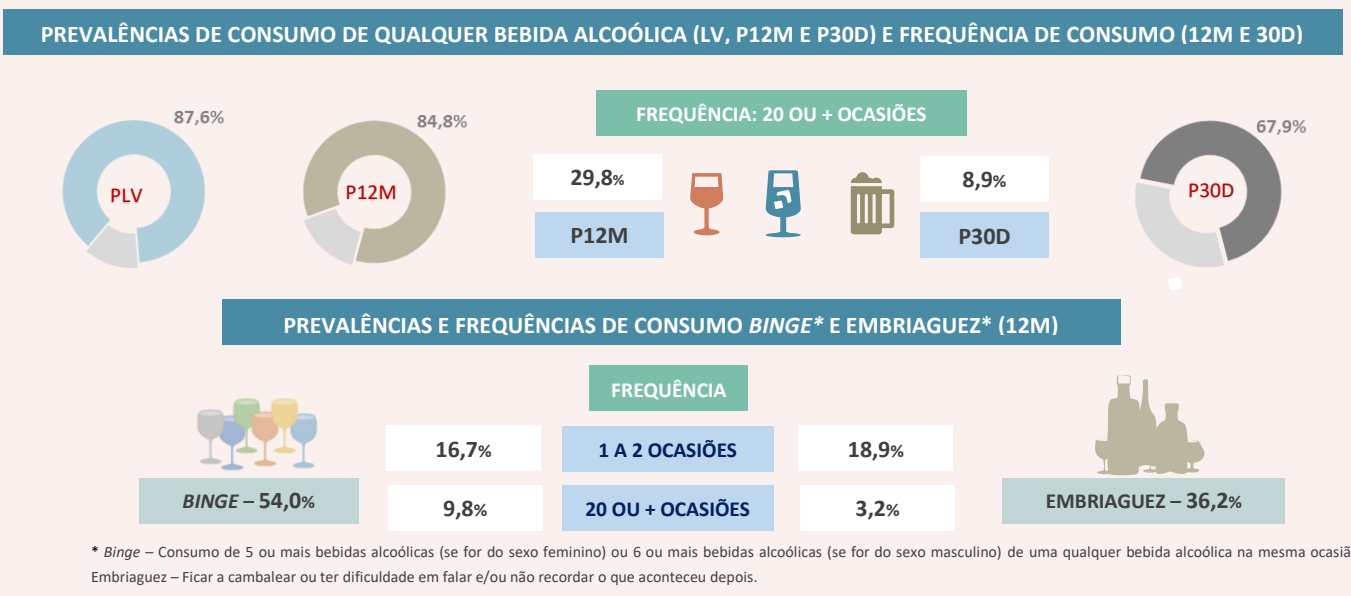 PREVALÊNCIAS DE CONSUMO DE QUALQUER BEBIDA ALCOÓLICA (LV, P12M E P30D) E FREQUÊNCIA DE CONSUMO (12M E 30D)
87,6%
PLV
84,8%
P12M
FREQUÊNCIA: 20 OU + OCASIÕES
29,8%
P12M
8,9%
P30D
67,9%
P30D
PREVALÊNCIAS E FREQUÊNCIAS DE CONSUMO BINGE* E EMBRIAGUEZ* (12M)
FREQUÊNCIA
16,7%
1 A 2 OCASIÕES
18,9%
BINGE – 54,0%
9,8%
20 OU + OCASIÕES
3,2%
EMBRIAGUEZ – 36,2%
* Binge – Consumo de 5 ou mais bebidas alcoólicas (se for do sexo feminino) ou 6 ou mais bebidas alcoólicas (se for do sexo masculino) de uma qualquer bebida alcoólica na mesma ocasiã
Embriaguez – Ficar a cambalear ou ter dificuldade em falar e/ou não recordar o que aconteceu depois.